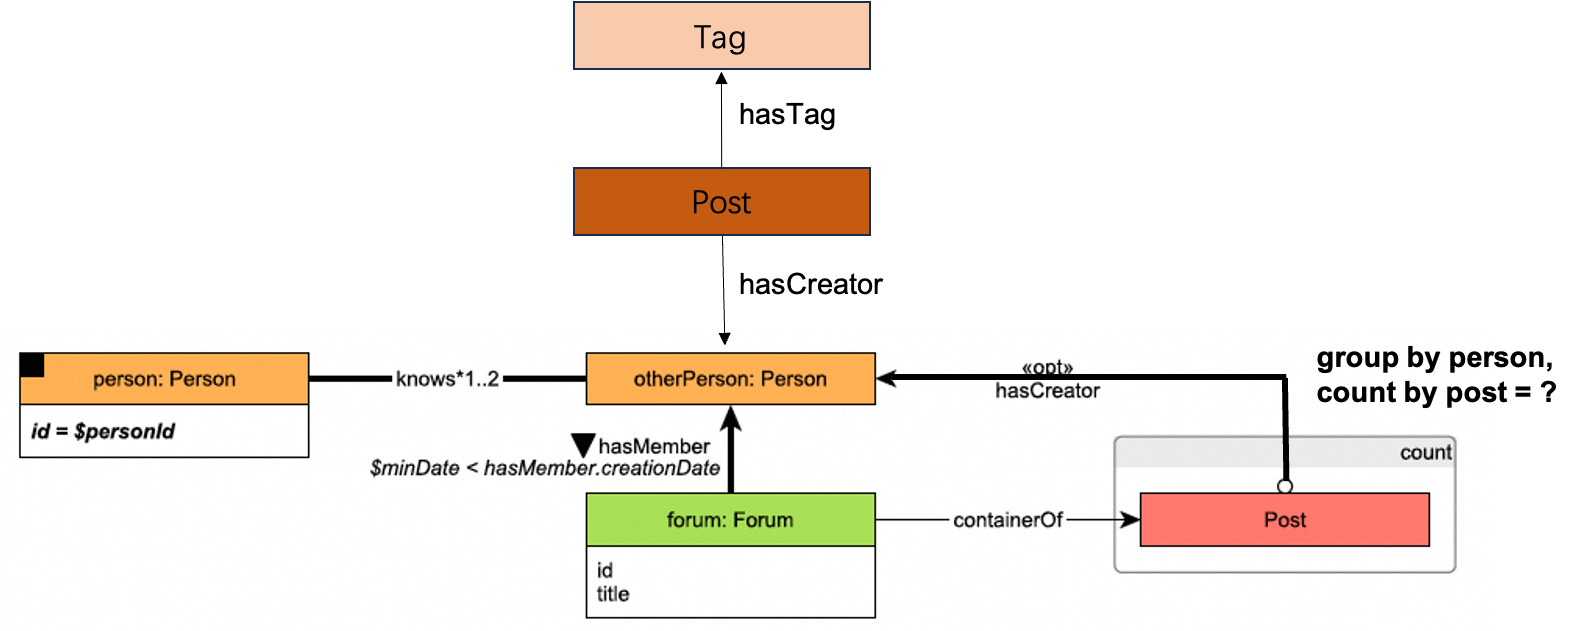 Tag
hasTag
Post
hasCreator
person: Person
id = $personId
knows*1..2
otherPerson: Person
«opt»
hasCreator
group by person,
count by post = ?
hasMember
$minDate < hasMember.creationDate
forum: Forum
id
title
containerOf
count
Post